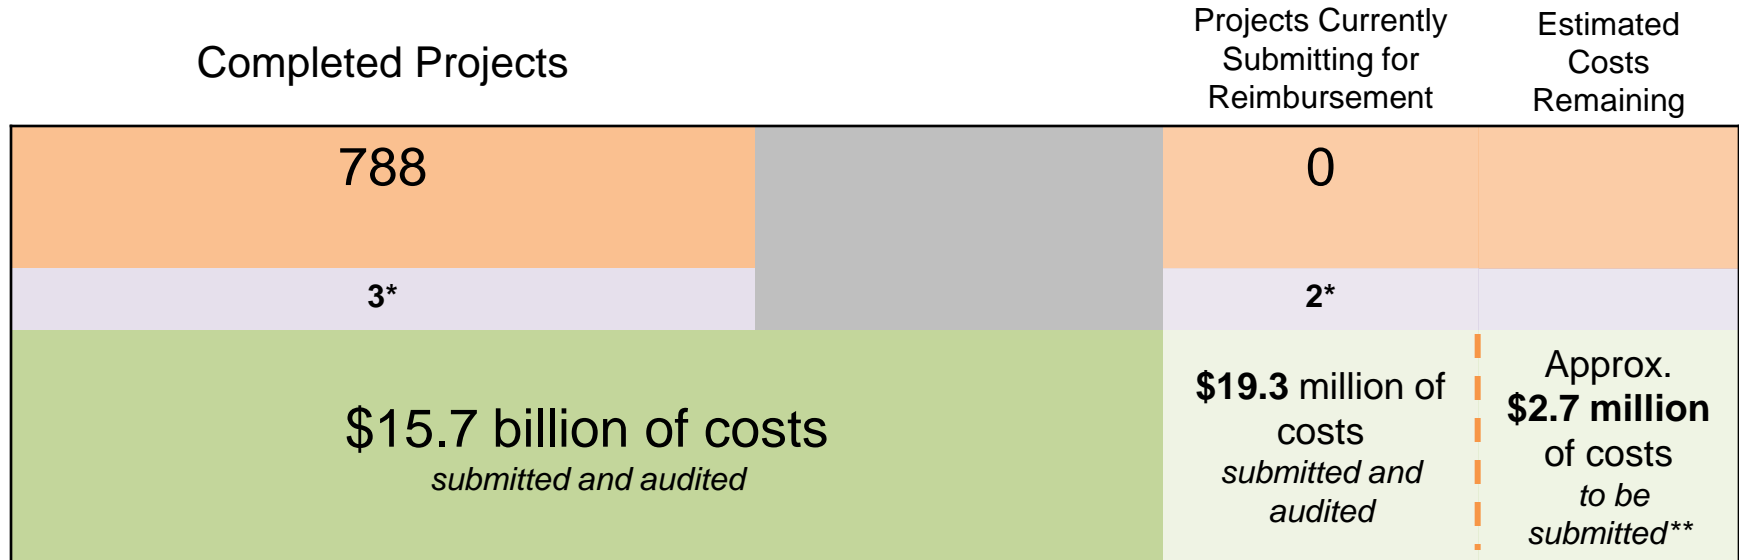 Completed Projects
Projects Currently
Submitting for
Reimbursement
Estimated
Costs
Remaining
788
0
3*
2*
$15.7 billion of costs
submitted and audited
$19.3 million of
costs
submitted and
audited
Approx.
$2.7 million
of costs
to be
submitted**